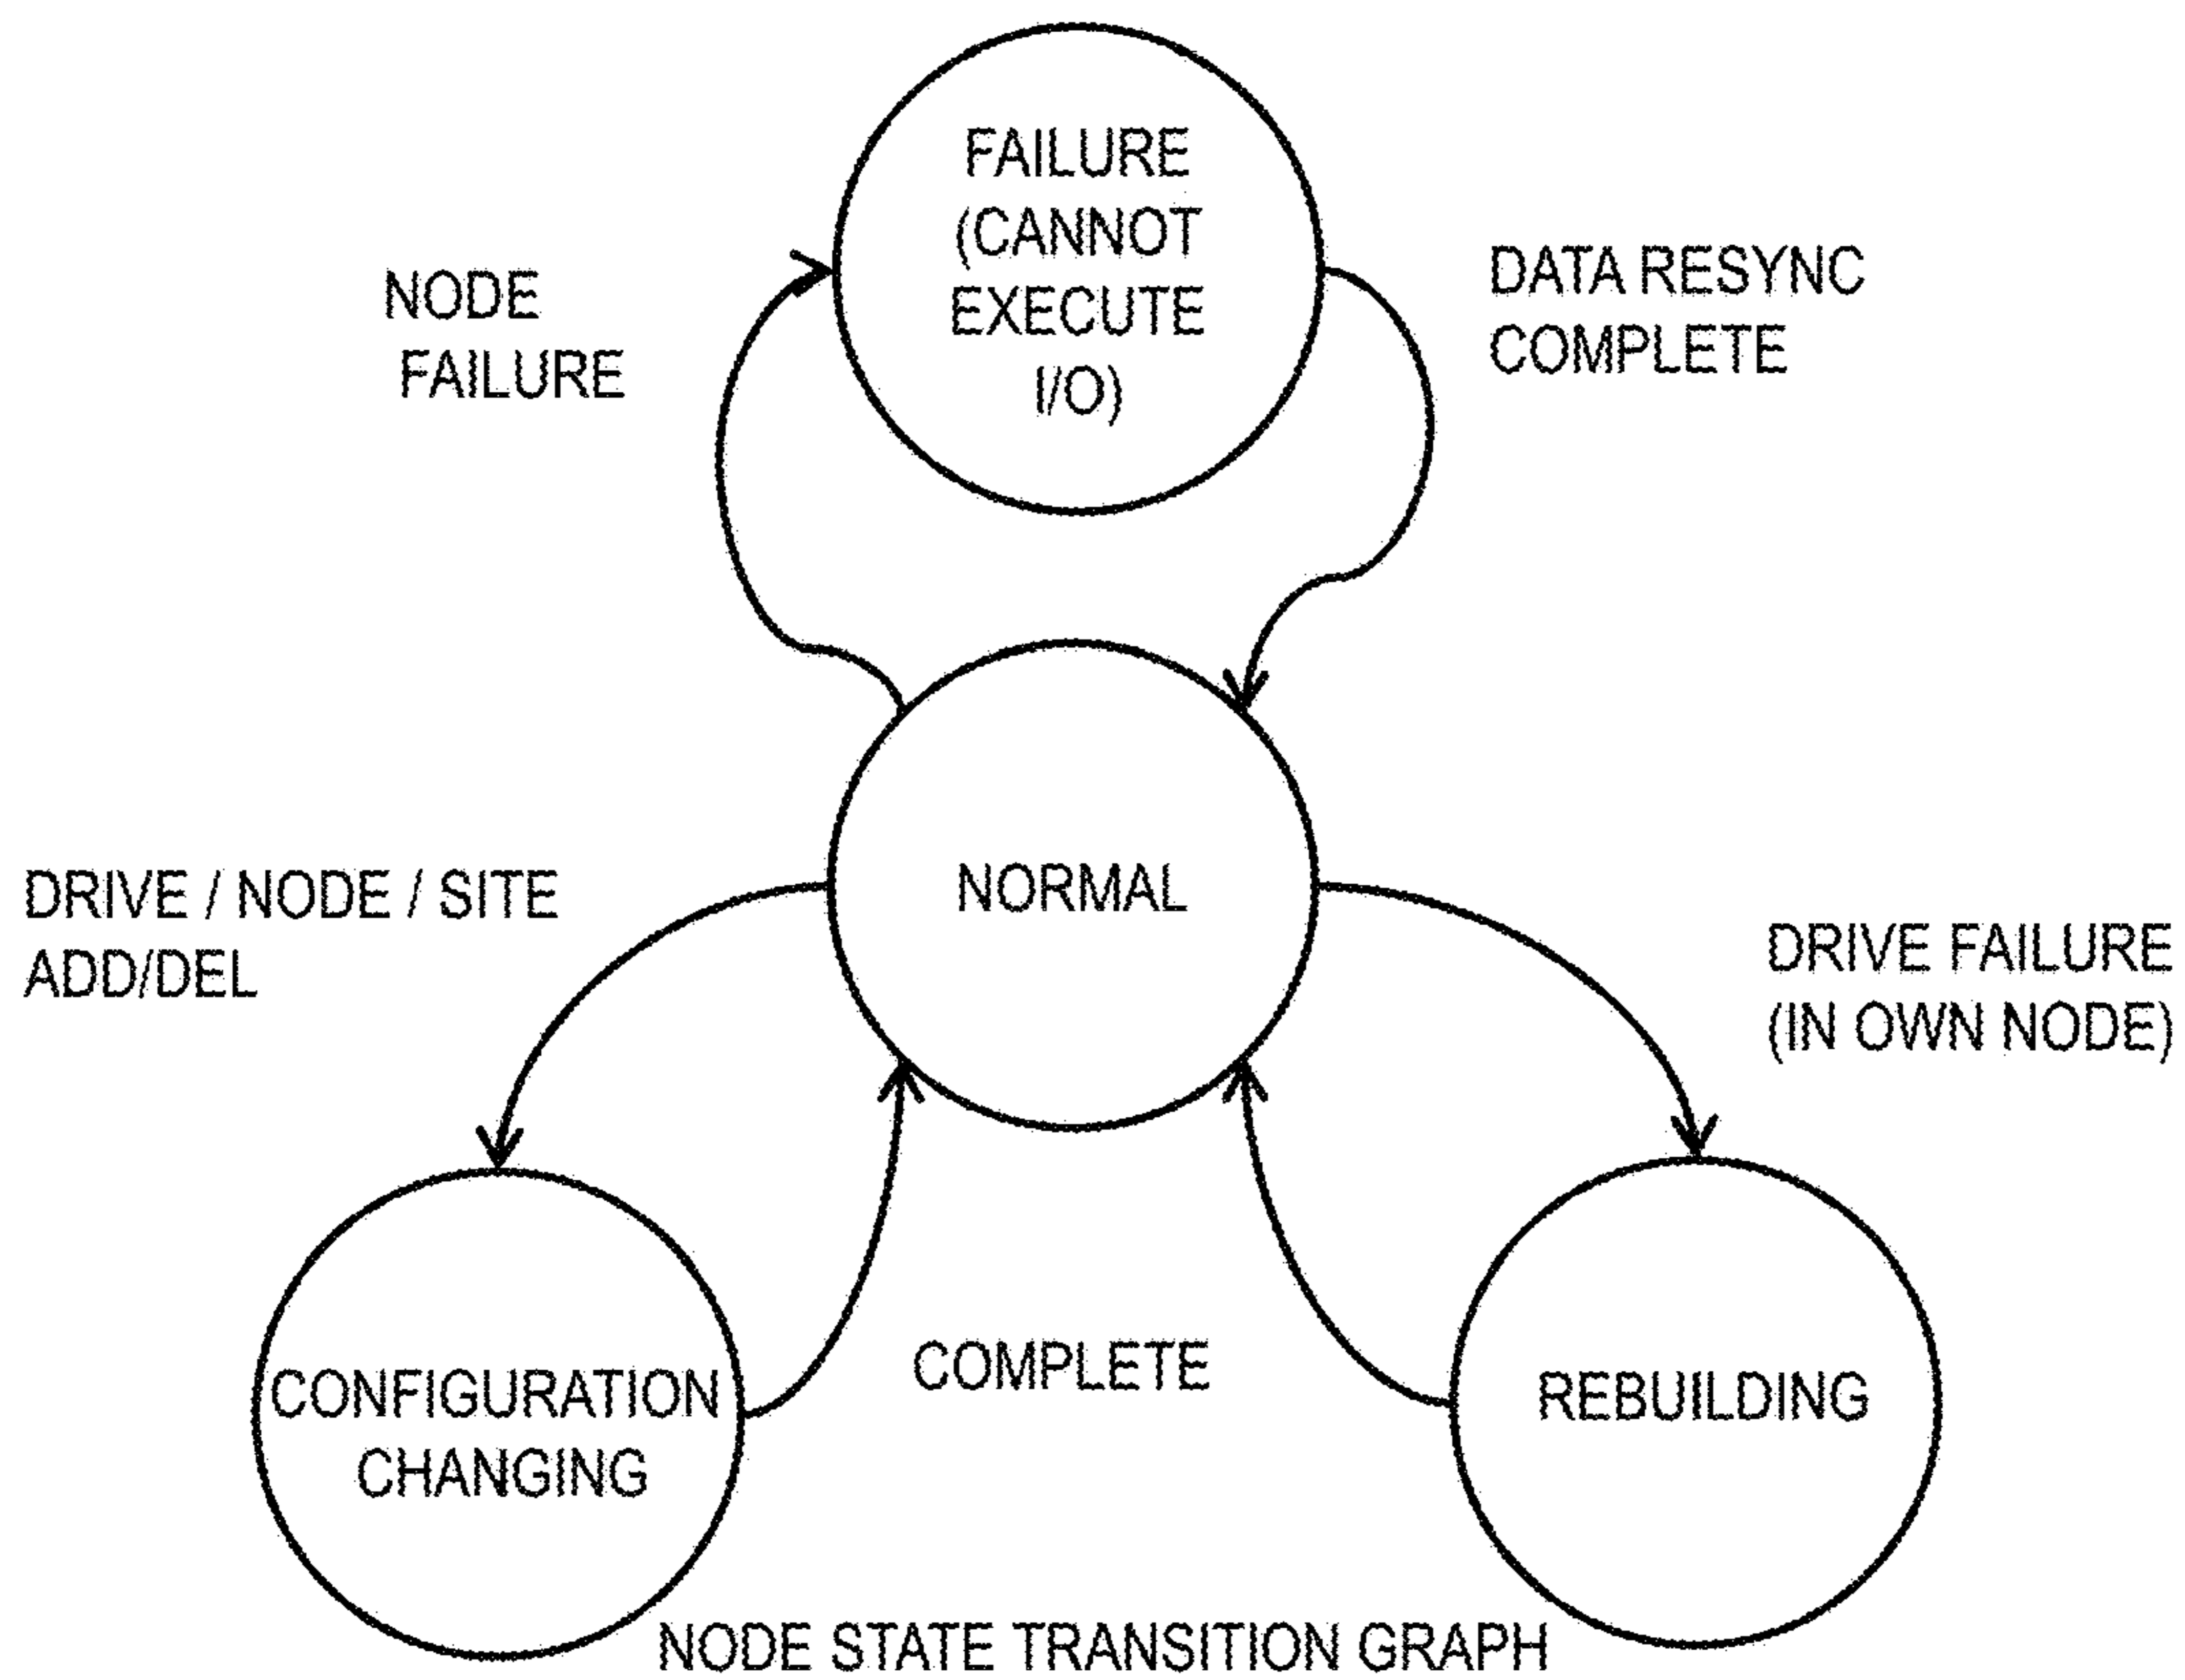 FAILURE
(CANNOT
EXECUTE
I/O)
NODE
FAILURE
DATA RESYNC
COMPLETE
NORMAL
DRIVE / NODE / SITE
ADD/DEL
DRIVE FAILURE
(IN OWN NODE)
COMPLETE
CONFIGURATION
CHANGING
REBUILDING
NODE STATE TRANSITION GRAPH